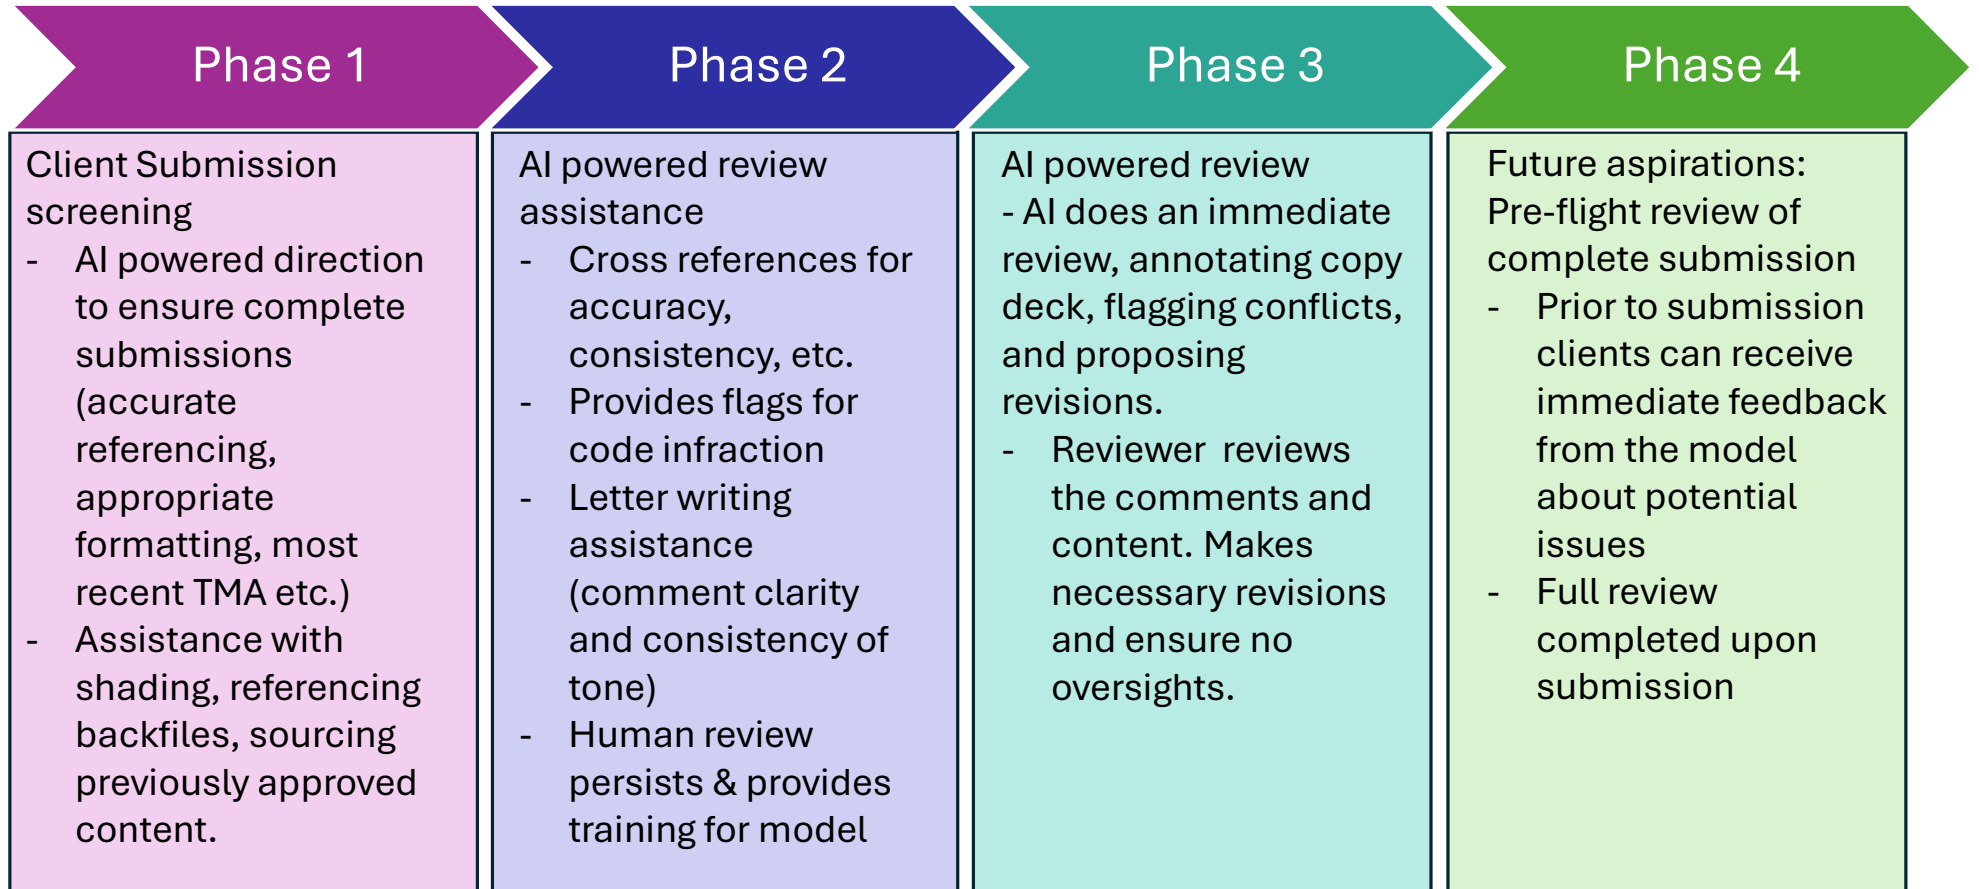 Phase 1
Phase 2
Phase 3
Phase 4
Client Submission
screening
- AI powered direction
to ensure complete
submissions
(accurate
referencing,
appropriate
formatting, most
recent TMA etc.)
- Assistance with
shading, referencing
backfiles, sourcing
previously approved
content.
AI powered review
assistance
- Cross references for
accuracy,
consistency, etc.
- Provides flags for
code infraction
- Letter writing
assistance
(comment clarity
and consistency of
tone)
- Human review
persists & provides
training for model
AI powered review
- AI does an immediate
review, annotating copy
deck, flagging conflicts,
and proposing
revisions.
- Reviewer  reviews
the comments and
content. Makes
necessary revisions
and ensure no
oversights.
Future aspirations:
Pre-flight review of
complete submission
- Prior to submission
clients can receive
immediate feedback
from the model
about potential
issues
- Full review
completed upon
submission